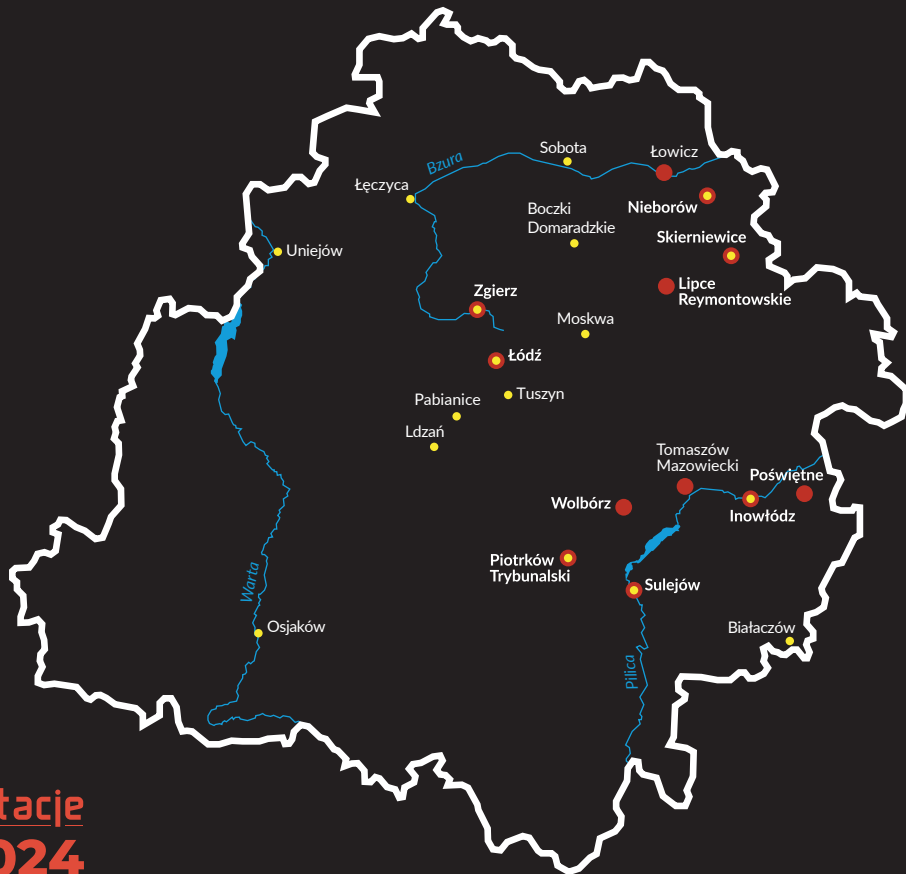 Sobota
Łowicz
Bzura
Łęczyca
Nieborów
Boczki
Domaradzkie
Skierniewice
Uniejów
Zgierz
Lipce
Reymontowskie
Moskwa
Łódź
Tuszyn
Pabianice
Ldzań
Tomaszów
Mazowiecki
Poświętne
Wolbórz
Inowłódz
Piotrków
Trybunalski
Warta
Sulejów
Osjaków
Białaczów
Pilica
tacje
024